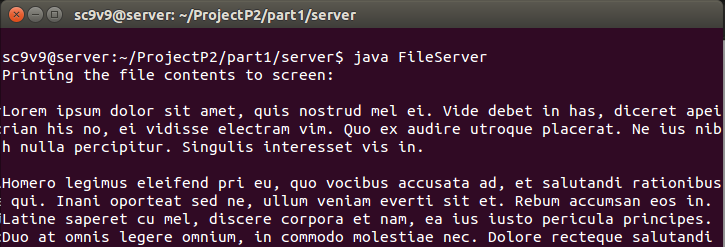 sc9v9@server: ~/ProjectP2/part1/server
sc9v9@server:~/ProjectP2/part1/server$ java FileServer
Printing the file contents to screen:
Lorem ipsum dolor sit amet, quis nostrud mel ei. Vide debet in has, diceret apei
rian his no, ei vidisse electram vim. Quo ex audire utroque placerat. Ne ius nib
h nulla percipitur. Singulis interesset vis in.
Homero legimus eleifend pri eu, quo vocibus accusata ad, et salutandi rationibus
qui. Inani oporteat sed ne, ullum veniam everti sit et. Rebum accumsan eos in.
Latine saperet cu mel, discere corpora et nam, ea ius iusto pericula principes.
Duo at omnis legere omnium, in commodo molestiae nec. Dolore recteque salutandi